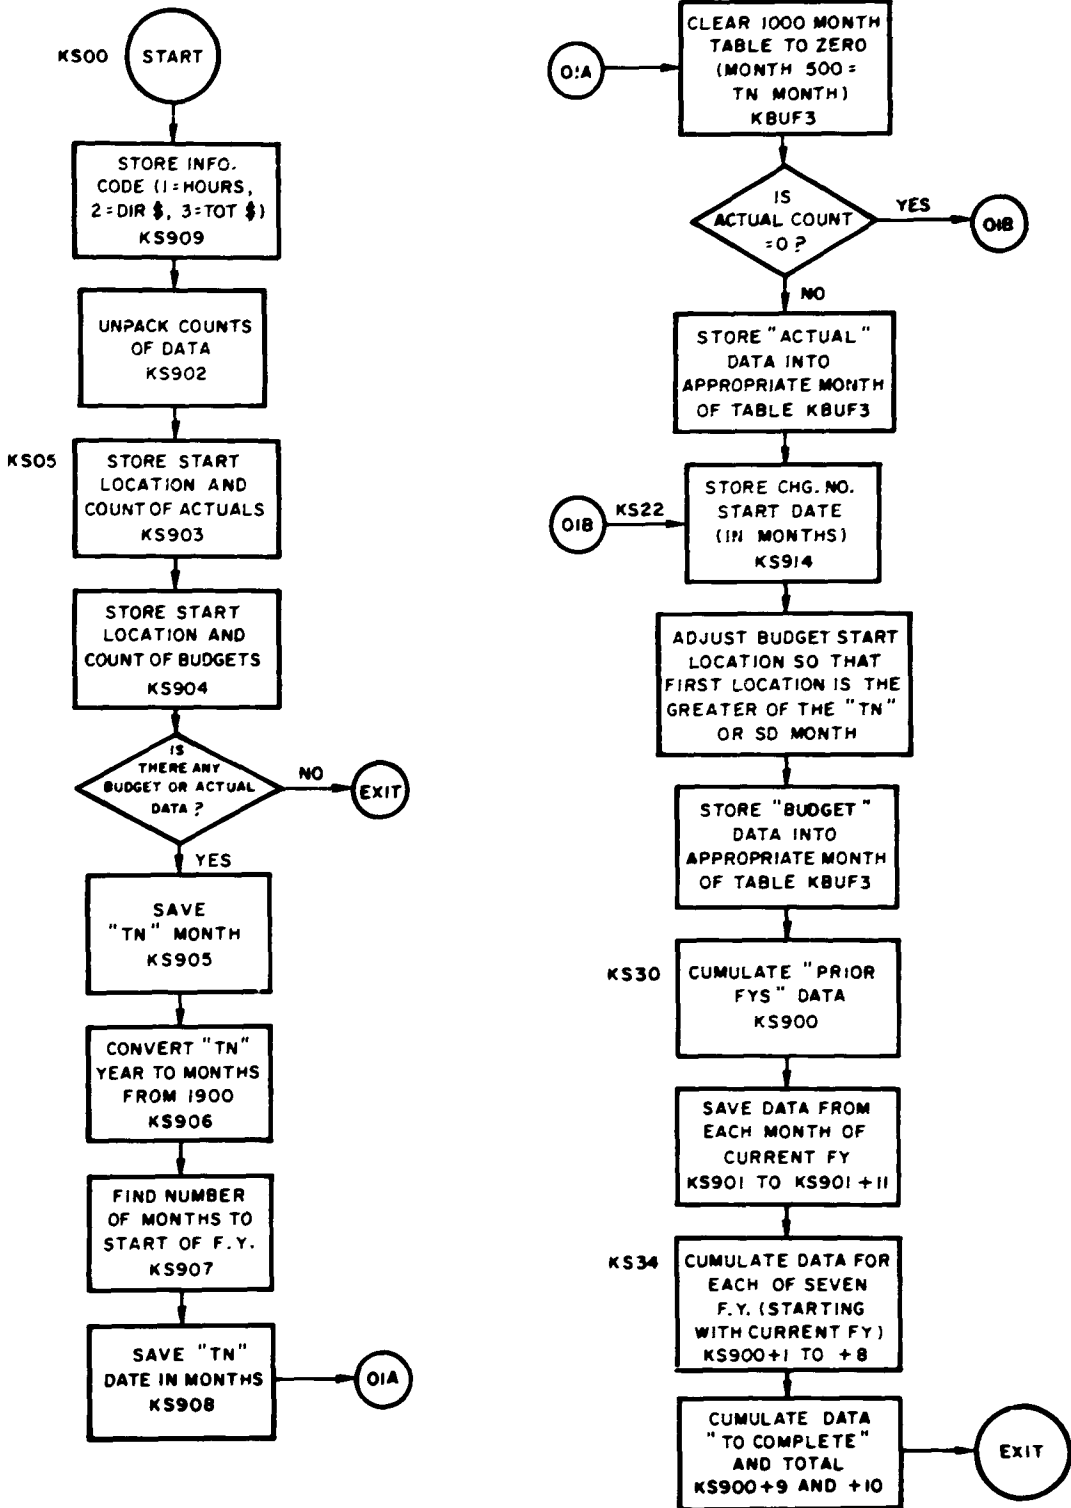 KS00
START
STORE INFO.
CODE (1=HOURS,
2=DIR $, 3=TOT $)
KS909
UNPACK COUNTS
OF DATA
KS902
KS05
STORE START
LOCATION AND
COUNT OF ACTUALS
KS903
STORE START
LOCATION AND
COUNT OF BUDGETS
KS904
IS
THERE ANY
BUDGET OR ACTUAL
DATA?
NO
EXIT
YES
SAVE
"TN" MONTH
KS905
CONVERT "TN"
YEAR TO MONTHS
FROM 1900
KS906
FIND NUMBER
OF MONTHS TO
START OF F.Y.
KS907
SAVE "TN"
DATE IN MONTHS
KS908
01A
01A
CLEAR 1000 MONTH
TABLE TO ZERO
(MONTH 500=
TN MONTH)
KBUF3
IS
ACTUAL COUNT
=0?
YES
01B
NO
STORE "ACTUAL"
DATA INTO
APPROPRIATE MONTH
OF TABLE KBUF3
01B
KS22
STORE CHG. NO.
START DATE
(IN MONTHS)
KS914
ADJUST BUDGET START
LOCATION SO THAT
FIRST LOCATION IS THE
GREATER OF THE "TN"
OR SD MONTH
STORE "BUDGET"
DATA INTO
APPROPRIATE MONTH
OF TABLE KBUF3
KS30
CUMULATE "PRIOR
FYS" DATA
KS900
SAVE DATA FROM
EACH MONTH OF
CURRENT FY
KS901 TO KS901+11
KS34
CUMULATE DATA FOR
EACH OF SEVEN
F.Y. (STARTING
WITH CURRENT FY)
KS900+1 TO +8
CUMULATE DATA
"TO COMPLETE"
AND TOTAL
KS900+9 AND +10
EXIT